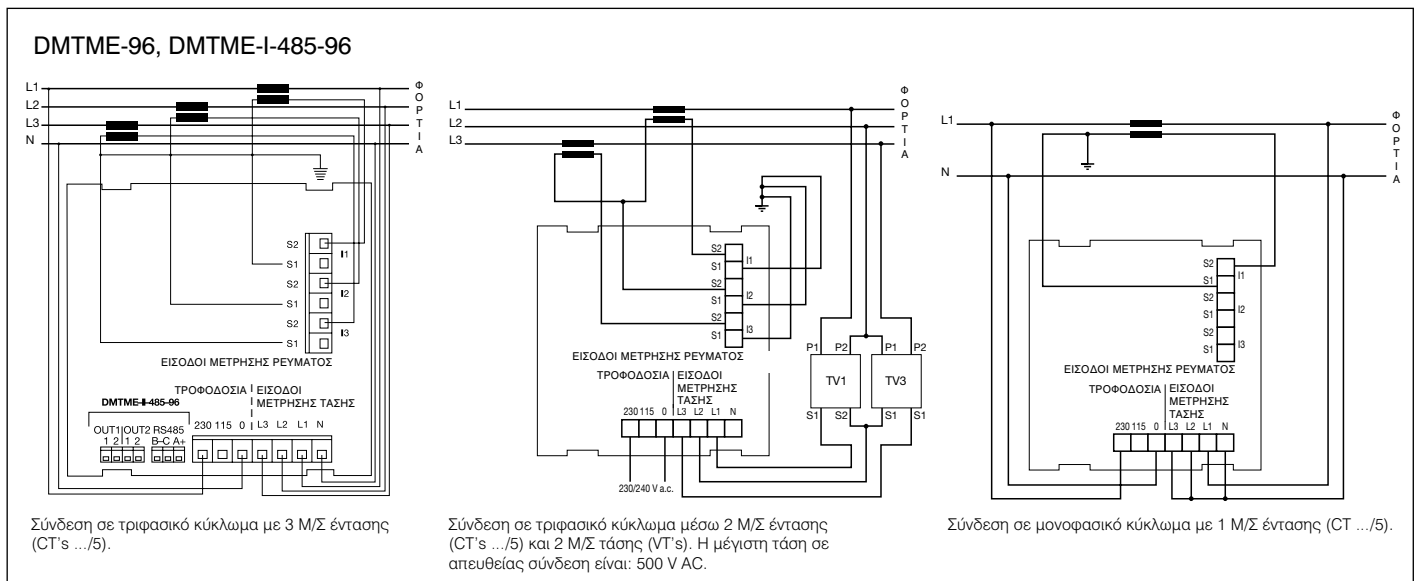 DMTME-96, DMTME-I-485-96
L1
L2
L3
N
ΦΟΡΤΙΑ
S2
I1
S1
S2
I2
S1
S2
I3
S1
ΕΙΣΟΔΟΙ ΜΕΤΡΗΣΗΣ ΡΕΥΜΑΤΟΣ
ΤΡΟΦΟΔΟΣΙΑ ΕΙΣΟΔΟΙ
ΜΕΤΡΗΣΗΣ ΤΑΣΗΣ
DMTME-I-485-96
OUT1 OUT2 RS485
1 2 1 2 B-C A+
230 115 0 L3 L2 L1 N
Σύνδεση σε τριφασικό κύκλωμα με 3 Μ/Σ έντασης
(CT's .../5).
L1
L2
L3
ΦΟΡΤΙΑ
S2
I1
S1
S2
I2
S1
S2
I3
S1
ΕΙΣΟΔΟΙ ΜΕΤΡΗΣΗΣ ΡΕΥΜΑΤΟΣ
ΤΡΟΦΟΔΟΣΙΑ ΕΙΣΟΔΟΙ
ΜΕΤΡΗΣΗΣ
ΤΑΣΗΣ
230 115 0 L3 L2 L1 N
230/240 V a.c.
P1 P2 P1 P2
TV1 TV3
S1 S2 S1 S1
Σύνδεση σε τριφασικό κύκλωμα μέσω 2 Μ/Σ έντασης
(CT's .../5) και 2 Μ/Σ τάσης (VT's). Η μέγιστη τάση σε
απευθείας σύνδεση είναι: 500 V AC.
L1
N
ΦΟΡΤΙΑ
S2
I1
S1
S2
I2
S1
S2
I3
S1
ΕΙΣΟΔΟΙ ΜΕΤΡΗΣΗΣ ΡΕΥΜΑΤΟΣ
ΤΡΟΦΟΔΟΣΙΑ ΕΙΣΟΔΟΙ
ΜΕΤΡΗΣΗΣ
ΤΑΣΗΣ
230 115 0 L3 L2 L1 N
Σύνδεση σε μονοφασικό κύκλωμα με 1 Μ/Σ έντασης (CT .../5).